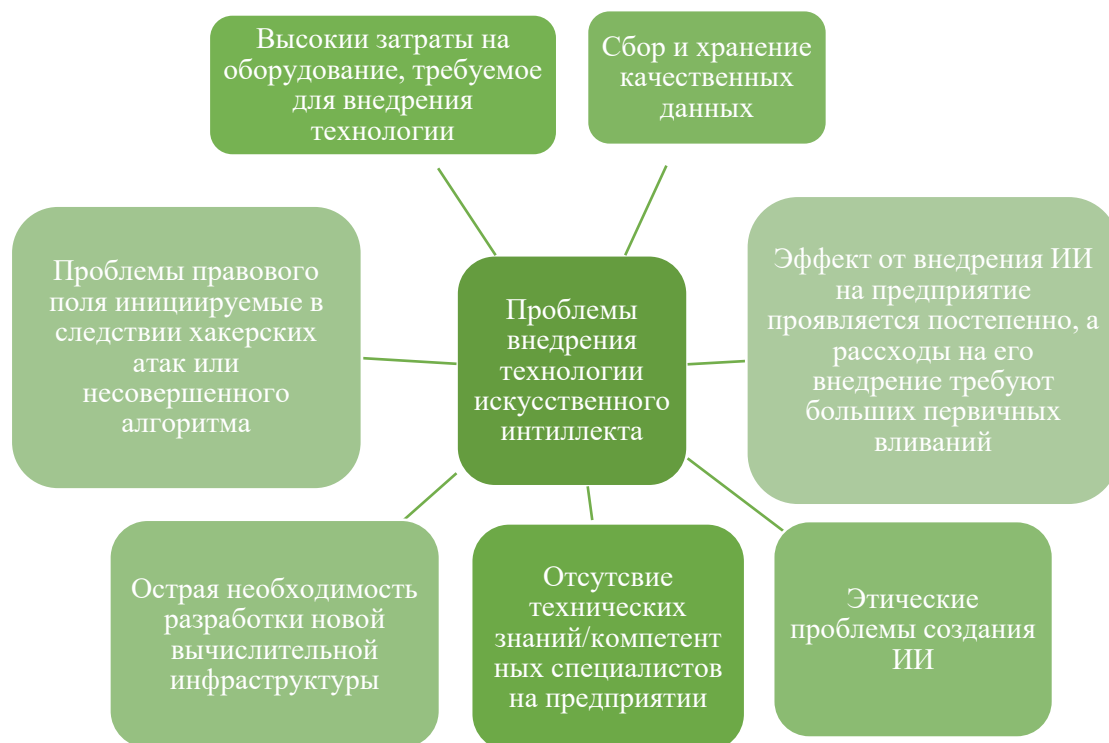 Высокии затраты на
оборудование, требуемое
для внедрения
технологии
Сбор и хранение
качественных
данных
Проблемы правового
поля инициируемые в
следствии хакерских
атак или
несовершенного
алгоритма
Проблемы
внедрения
технологии
искусственного
интиллекта
Эффект от внедрения ИИ
на предприятие
проявляется постепенно, а
рассходы на его
внедрение требуют
больших первичных
вливаний
Острая необходимость
разработки новой
вычислительной
инфраструктуры
Отсутсвие
технических
знаний/компетент
ных специалистов
на предприятии
Этические
проблемы создания
ИИ